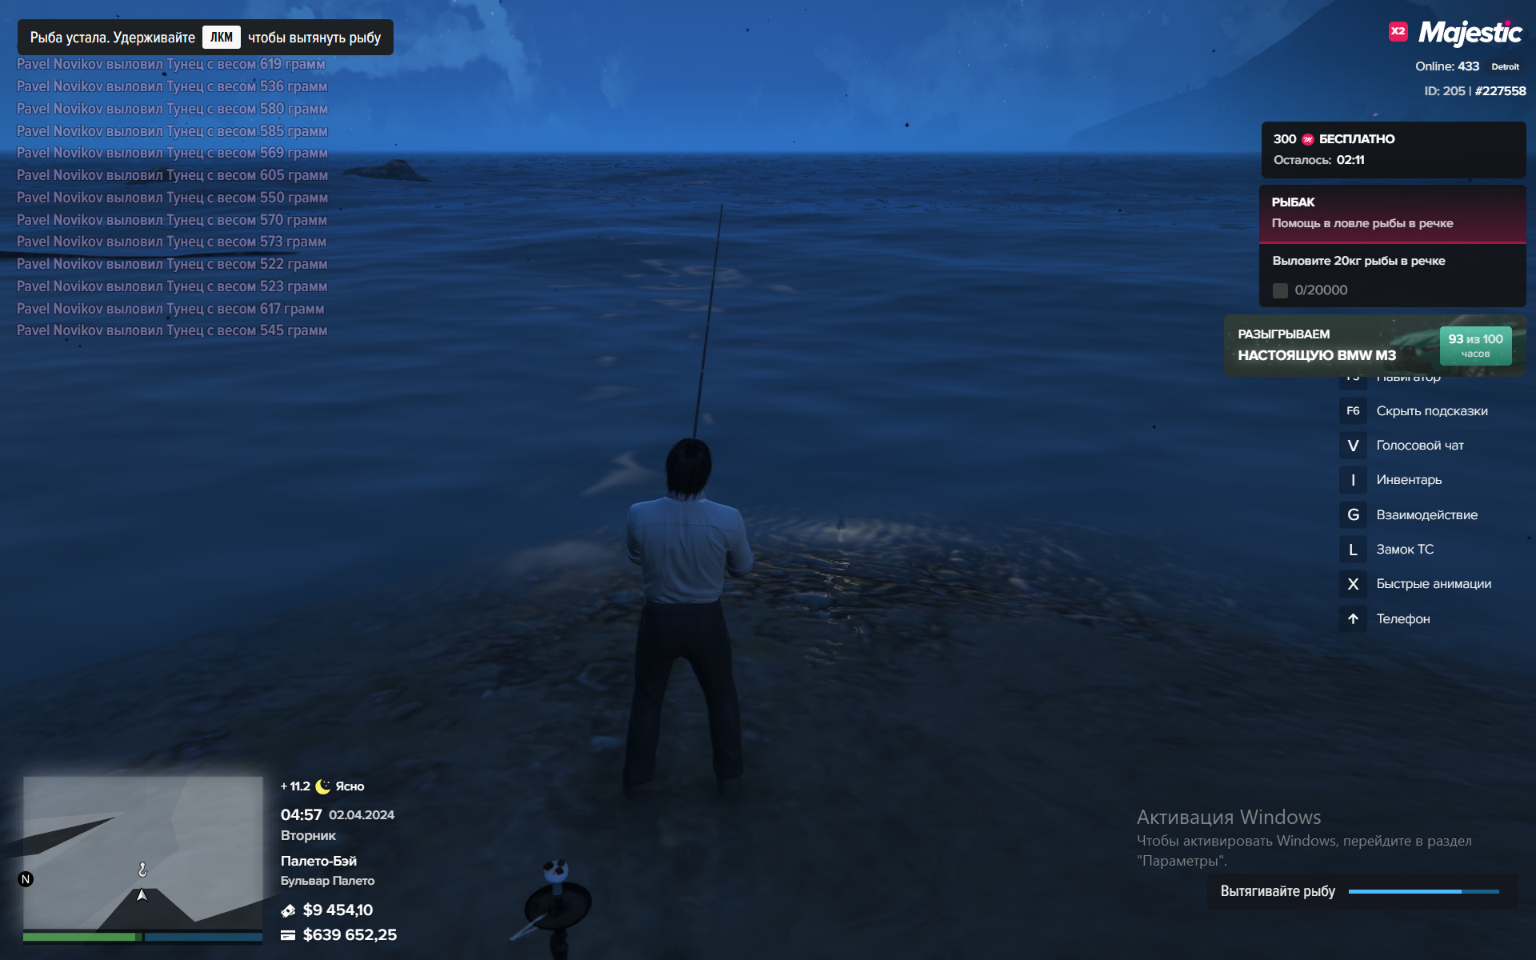 Рыба устала. Удерживайте ЛКМ чтобы вытянуть рыбу
Pavel Novikov выловил Тунец с весом 619 грамм
Pavel Novikov выловил Тунец с весом 536 грамм
Pavel Novikov выловил Тунец с весом 580 грамм
Pavel Novikov выловил Тунец с весом 585 грамм
Pavel Novikov выловил Тунец с весом 569 грамм
Pavel Novikov выловил Тунец с весом 605 грамм
Pavel Novikov выловил Тунец с весом 550 грамм
Pavel Novikov выловил Тунец с весом 570 грамм
Pavel Novikov выловил Тунец с весом 573 грамм
Pavel Novikov выловил Тунец с весом 522 грамм
Pavel Novikov выловил Тунец с весом 523 грамм
Pavel Novikov выловил Тунец с весом 617 грамм
Pavel Novikov выловил Тунец с весом 545 грамм
X2 Majestic
Online: 433 Detroit
ID: 205 | #227558
300 БЕСПЛАТНО
Осталось: 02:11
РЫБАК
Помощь в ловле рыбы в речке
Выловите 20кг рыбы в речке
0/20000
РАЗЫГРЫВАЕМ
НАСТОЯЩУЮ BMW M3
93 из 100
часов
Навигатор
F6 Скрыть подсказки
V Голосовой чат
I Инвентарь
G Взаимодействие
L Замок ТС
X Быстрые анимации
Телефон
N
+ 11.2 Ясно
04:57 02.04.2024
Вторник
Палето-Бэй
Бульвар Палето
$9 454,10
$639 652,25
Активация Windows
Чтобы активировать Windows, перейдите в раздел
"Параметры".
Вытягивайте рыбу